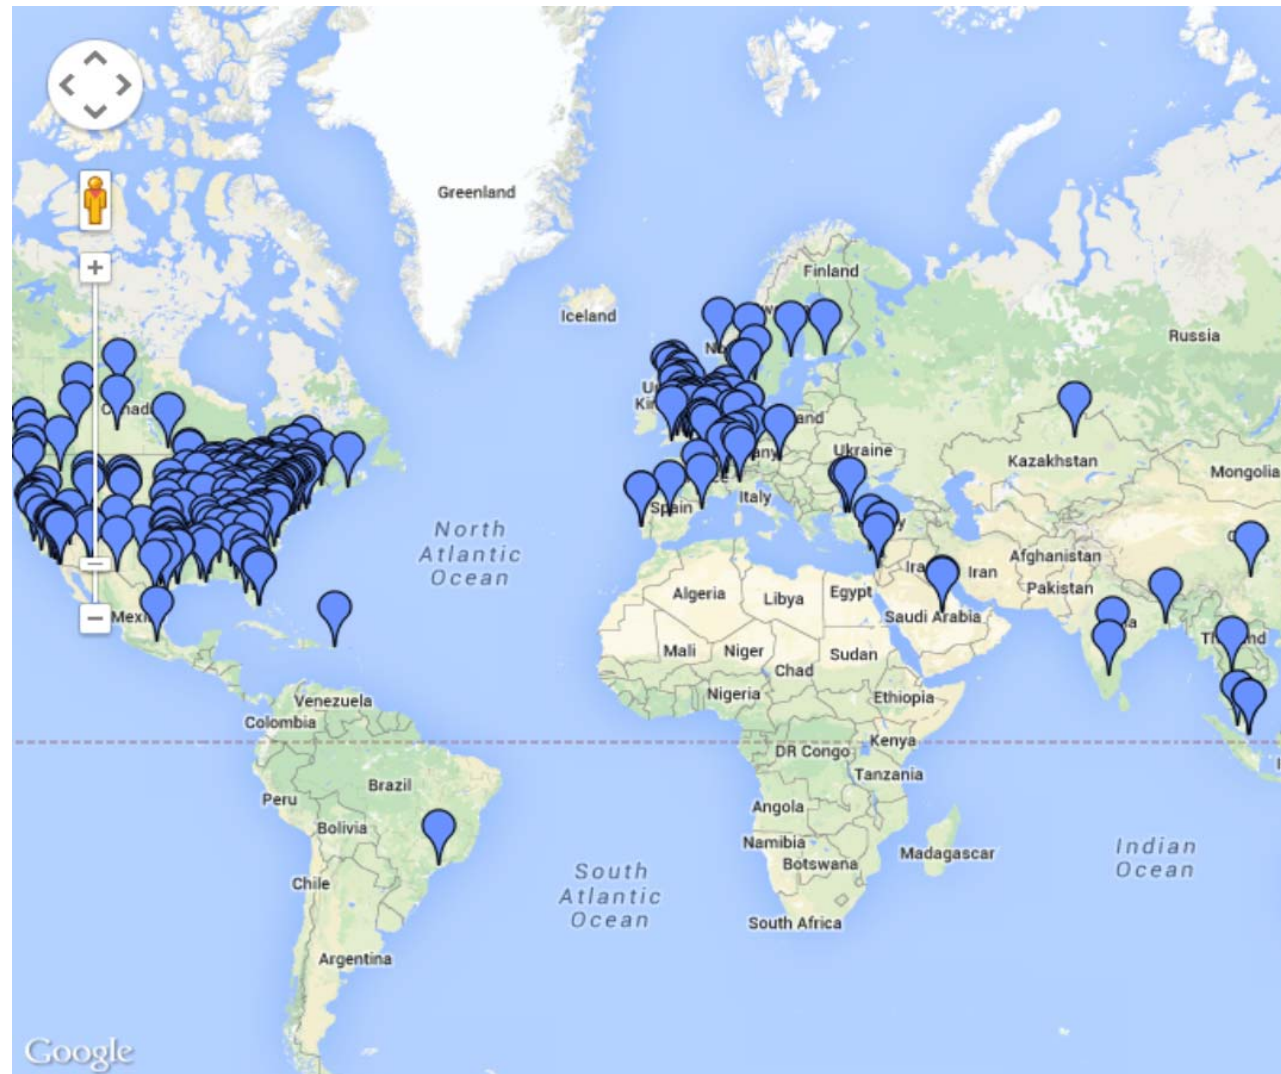 Greenland
Finland
Iceland
Russia
Kazakhstan
Mongolia
Ukraine
Spain
Italy
North
Atlantic
Ocean
Afghanistan
Iran
Pakistan
Algeria
Libya
Egypt
Saudi Arabia
Mali
Niger
Chad
Sudan
Nigeria
Ethiopia
Venezuela
Colombia
DR Congo
Kenya
Tanzania
Brazil
Peru
Angola
Bolivia
Namibia
Botswana
Madagascar
Indian
Ocean
Chile
South
Atlantic
Ocean
South Africa
Argentina
Google